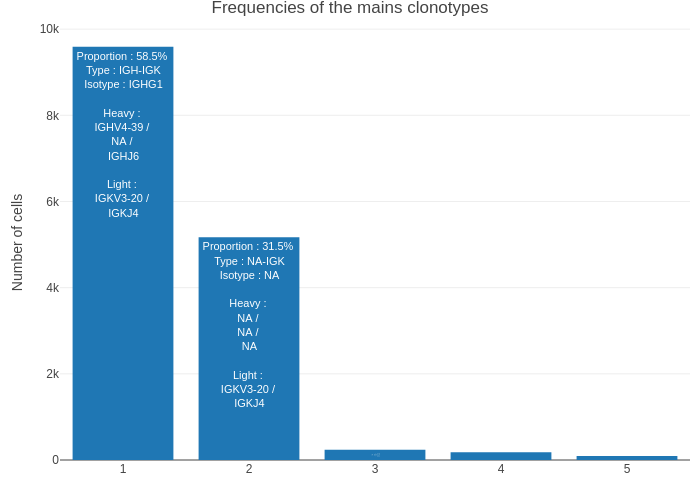 Frequencies of the mains clonotypes
Number of cells
10k
8k
6k
4k
2k
0
Proportion : 58.5%
Type : IGH-IGK
Isotype : IGHG1
Heavy :
IGHV4-39 /
NA /
IGHJ6
Light :
IGKV3-20 /
IGKJ4
Proportion : 31.5%
Type : NA-IGK
Isotype : NA
Heavy :
NA /
NA /
NA
Light :
IGKV3-20 /
IGKJ4
1
2
3
4
5